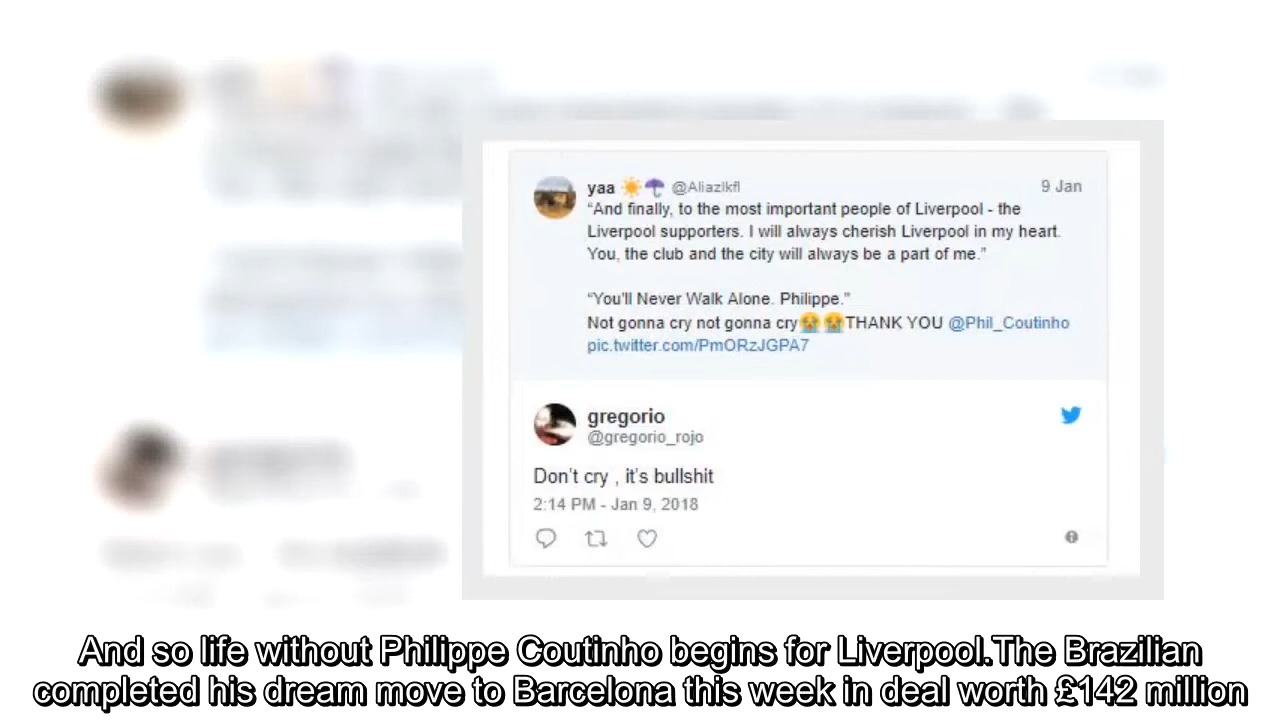 yaa ☀️☂️ @Aliazlkfl 9 Jan
“And finally, to the most important people of Liverpool - the
Liverpool supporters. I will always cherish Liverpool in my heart.
You, the club and the city will always be a part of me.”
“You'll Never Walk Alone. Philippe.”
Not gonna cry not gonna cry😭😭THANK YOU @Phil_Coutinho
pic.twitter.com/PmORzJGPA7
gregorio
@gregorio_rojo
Don't cry , it's bullshit
2:14 PM - Jan 9, 2018
And so life without Philippe Coutinho begins for Liverpool.The Brazilian
completed his dream move to Barcelona this week in deal worth £142 million